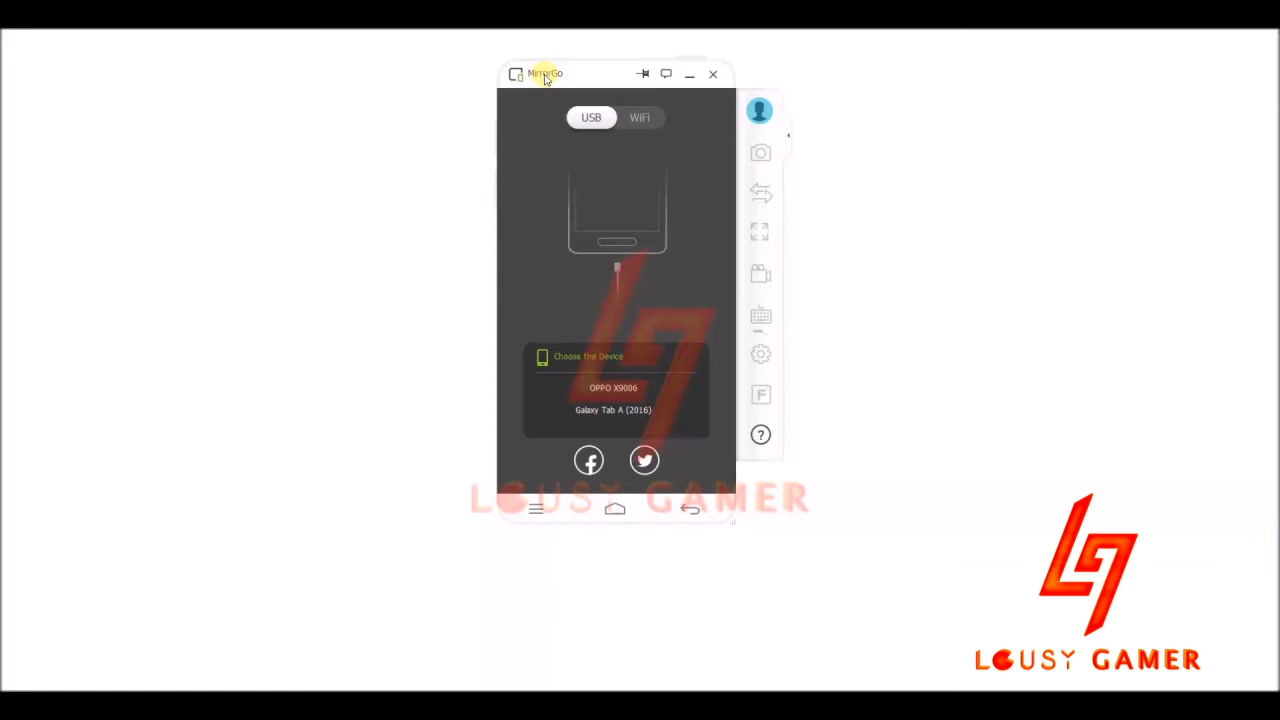 MirrorGo
USB WiFi
Choose the Device
OPPO X9006
Galaxy Tab A (2016)
LOUSY GAMER
LOUSY GAMER